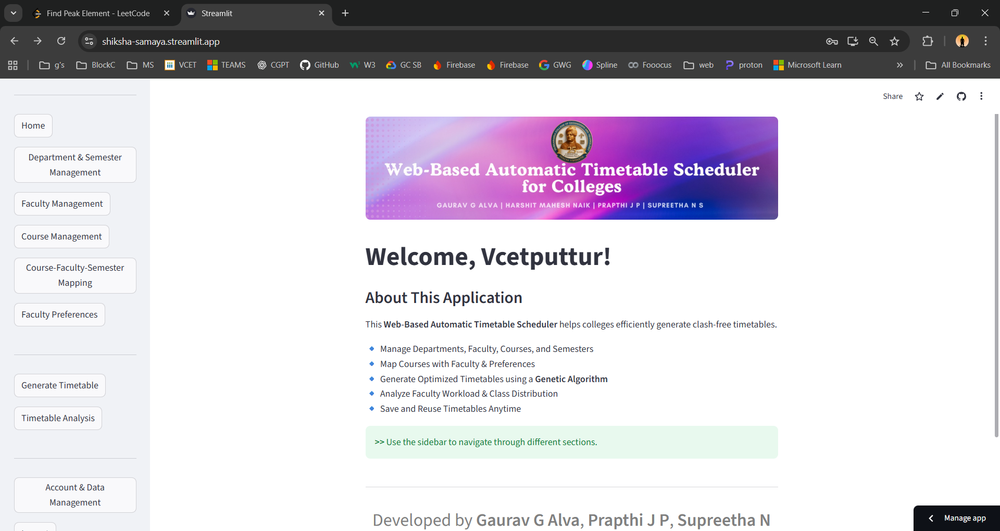 Find Peak Element - LeetCode
Streamlit
shiksha-samaya.streamlit.app
g's
BlockC
MS
VCET
TEAMS
CGPT
GitHub
W3
GC SB
Firebase
Firebase
GWG
Spline
Fooocus
web
proton
Microsoft Learn
All Bookmarks
Share
Home
Department & Semester
Management
Faculty Management
Course Management
Course-Faculty-Semester
Mapping
Faculty Preferences
Generate Timetable
Timetable Analysis
Account & Data
Management
Web-Based Automatic Timetable Scheduler
for Colleges
GAURAV G ALVA | HARSHIT MAHESH NAIK | PRAPTHI J P | SUPREETHA N S
Welcome, Vcetputtur!
About This Application
This Web-Based Automatic Timetable Scheduler helps colleges efficiently generate clash-free timetables.
Manage Departments, Faculty, Courses, and Semesters
Map Courses with Faculty & Preferences
Generate Optimized Timetables using a Genetic Algorithm
Analyze Faculty Workload & Class Distribution
Save and Reuse Timetables Anytime
>> Use the sidebar to navigate through different sections.
Developed by Gaurav G Alva, Prapthi J P, Supreetha N
Manage app